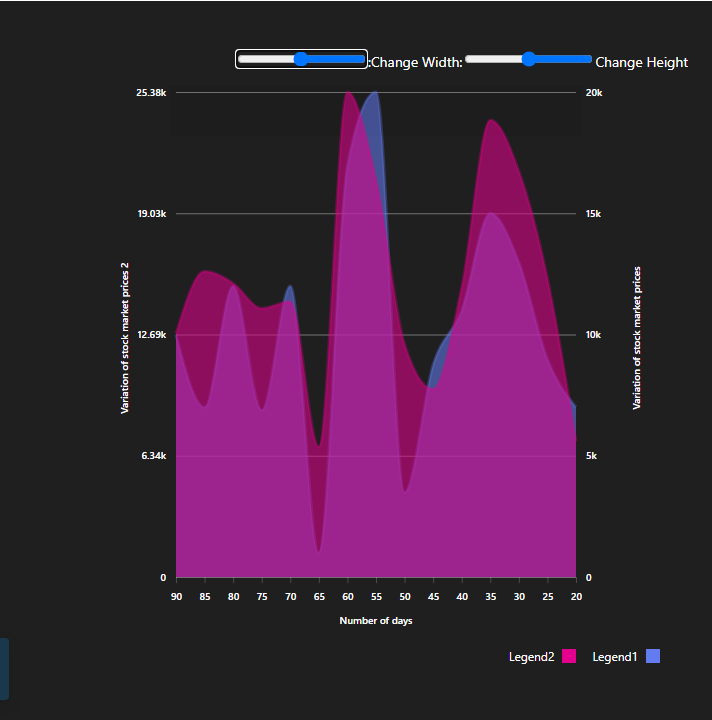 :Change Width: Change Height
25.38k
19.03k
12.69k
6.34k
0
Variation of stock market prices 2
20k
15k
10k
5k
0
Variation of stock market prices
90 85 80 75 70 65 60 55 50 45 40 35 30 25 20
Number of days
Legend2 Legend1